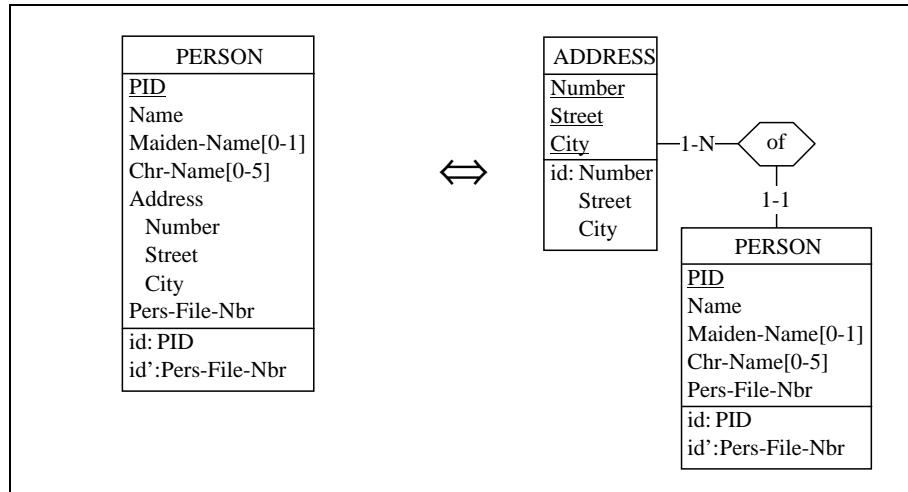 PERSON
PID
Name
Maiden-Name[0-1]
Chr-Name[0-5]
Address
Number
Street
City
Pers-File-Nbr
id: PID
id’:Pers-File-Nbr
⇔
ADDRESS
Number
Street
City
id: Number
Street
City
1-N
of
1-1
PERSON
PID
Name
Maiden-Name[0-1]
Chr-Name[0-5]
Pers-File-Nbr
id: PID
id’:Pers-File-Nbr